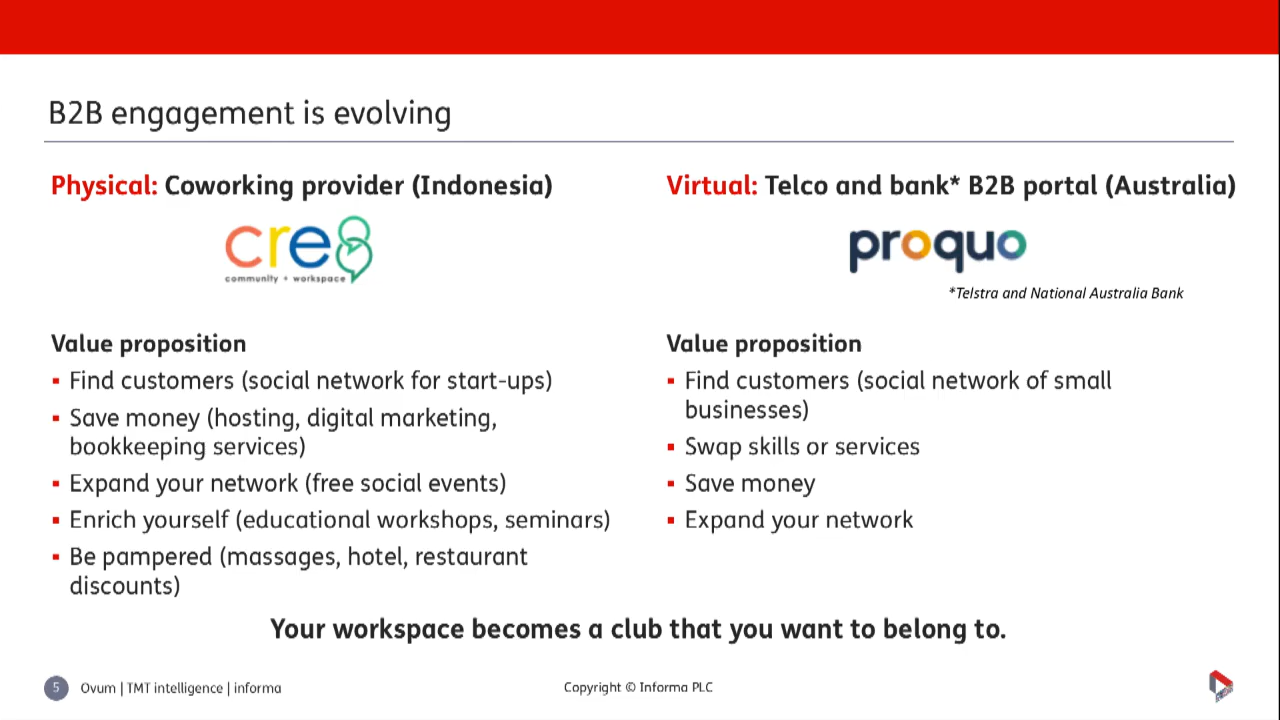 B2B engagement is evolving
Physical: Coworking provider (Indonesia)
cre8
community + workspace
Value proposition
▪ Find customers (social network for start-ups)
▪ Save money (hosting, digital marketing,
bookkeeping services)
▪ Expand your network (free social events)
▪ Enrich yourself (educational workshops, seminars)
▪ Be pampered (massages, hotel, restaurant
discounts)
Virtual: Telco and bank* B2B portal (Australia)
proquo
*Telstra and National Australia Bank
Value proposition
▪ Find customers (social network of small
businesses)
▪ Swap skills or services
▪ Save money
▪ Expand your network
Your workspace becomes a club that you want to belong to.
5 Ovum | TMT intelligence | informa
Copyright © Informa PLC